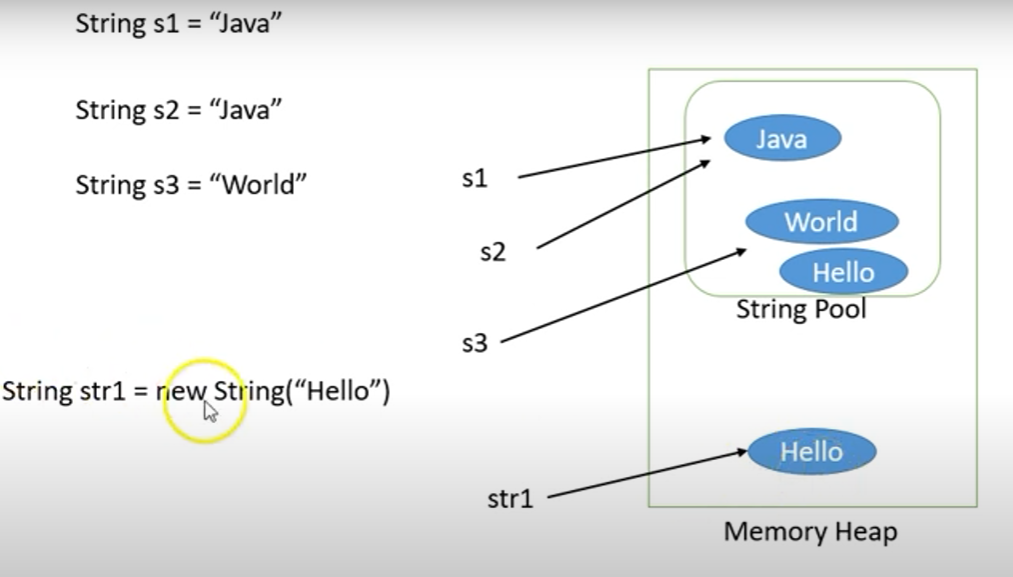 String s1 = “Java”
String s2 = “Java”
String s3 = “World”
String str1 = new String(“Hello”)
s1
s2
s3
str1
Java
World
Hello
String Pool
Hello
Memory Heap